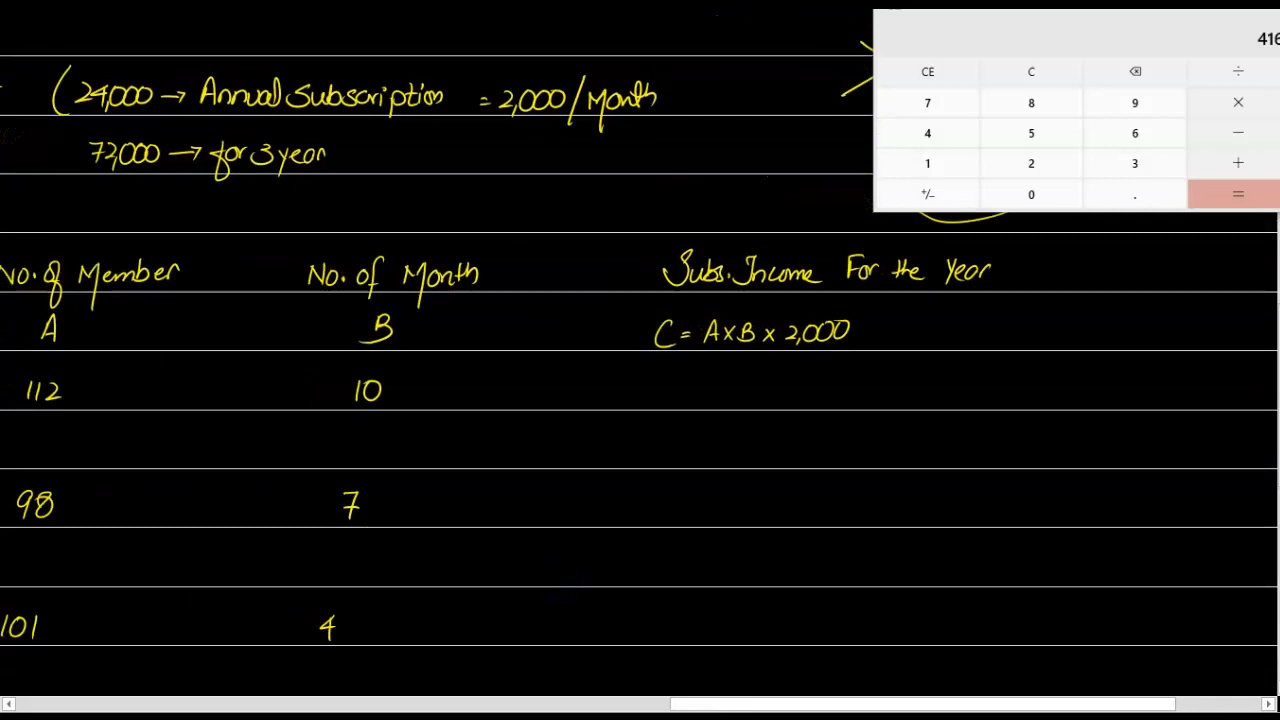 416
(24,000 → Annual Subscription = 2,000/Month
72,000 → for 3 year
CE C ⌫ ÷
7 8 9 ×
4 5 6 −
1 2 3 +
+/− 0 . =
No. of Member No. of Month Subs. Income For the Year
A B C = A×B×2,000
112 10
98 7
101 4